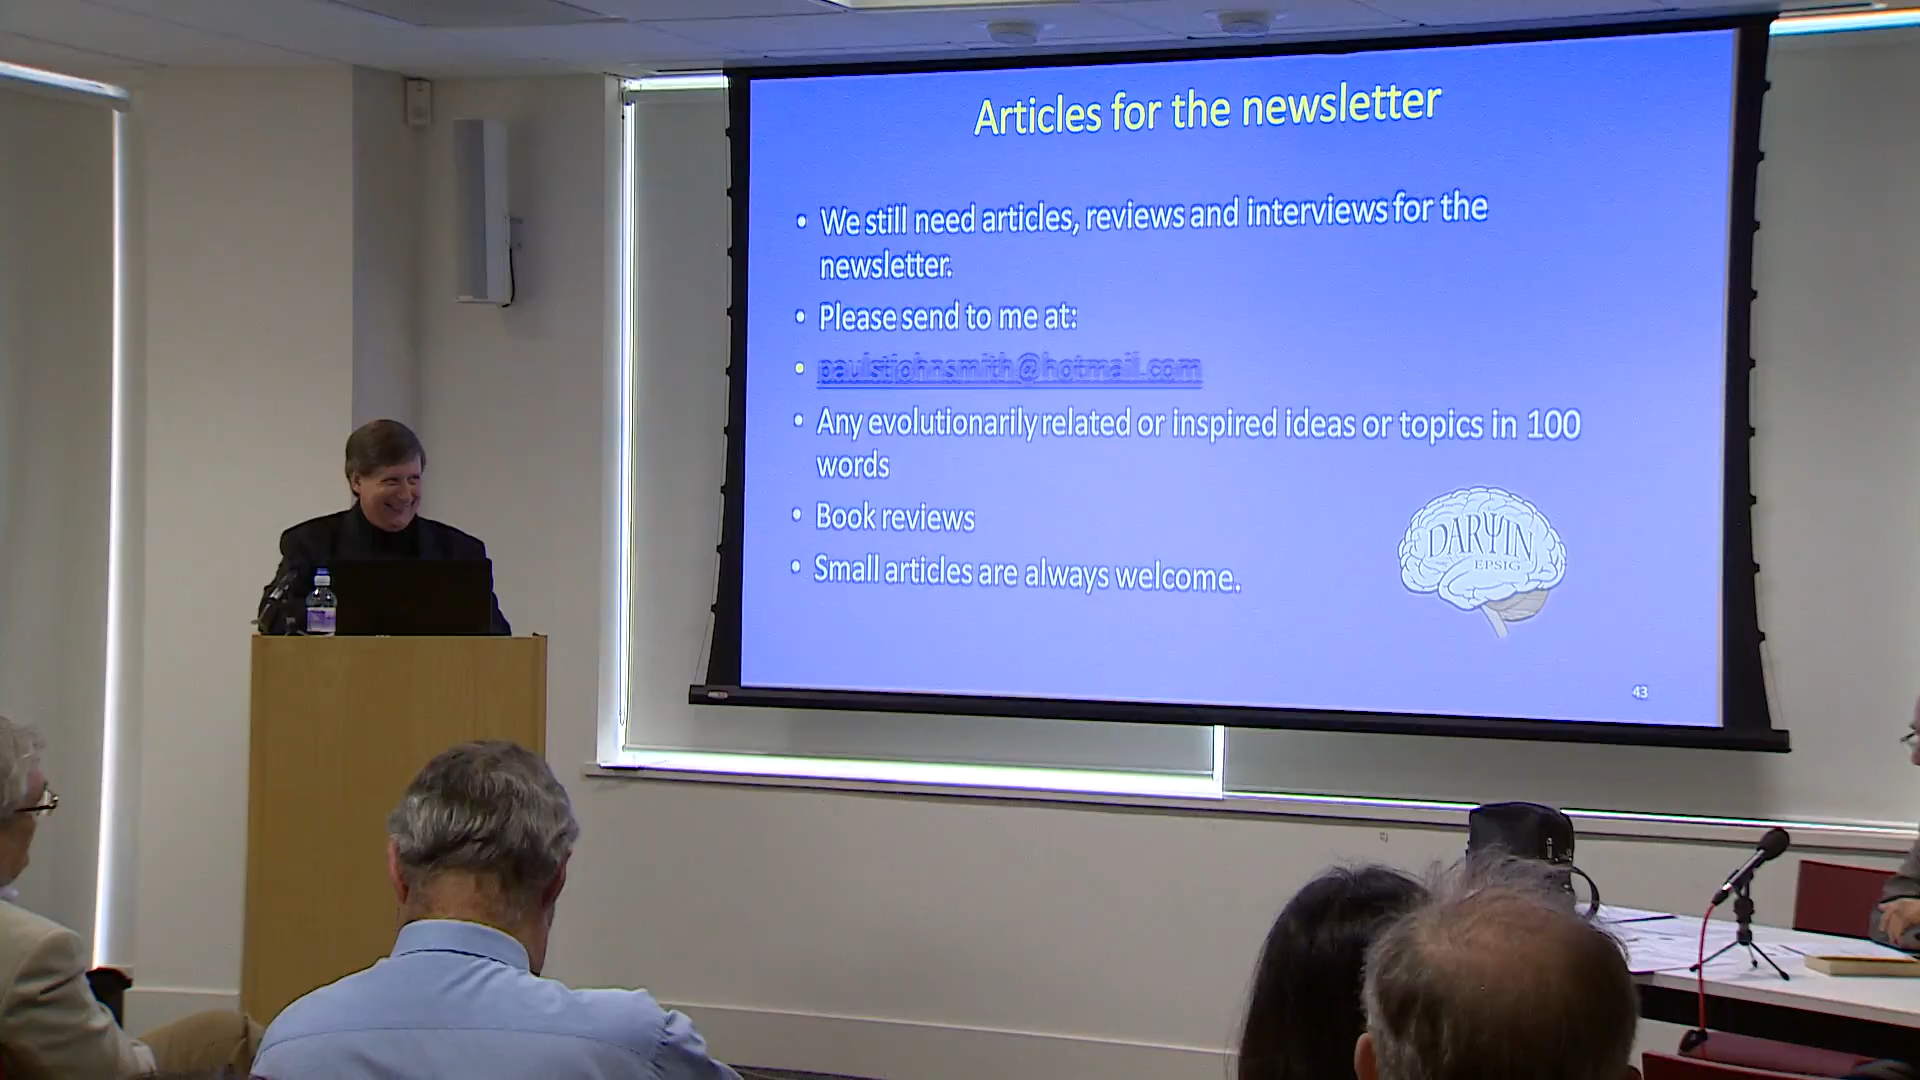 Articles for the newsletter
• We still need articles, reviews and interviews for the
newsletter.
• Please send to me at:
• paulstjohnsmith@hotmail.com
• Any evolutionarily related or inspired ideas or topics in 100
words
• Book reviews
• Small articles are always welcome.
DARΨIN
EPSIG
43